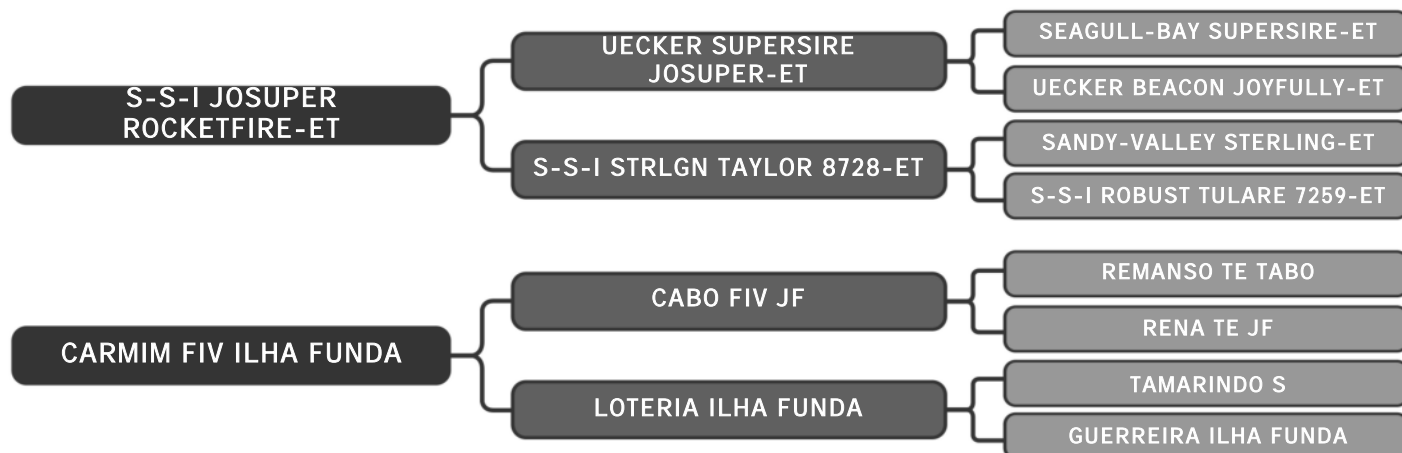 SEAGULL-BAY SUPERSIRE-ET
UECKER SUPERSIRE
JOSUPER-ET
UECKER BEACON JOYFULLY-ET
S-S-I JOSUPER
ROCKETFIRE-ET
SANDY-VALLEY STERLING-ET
S-S-I STRLGN TAYLOR 8728-ET
S-S-I ROBUST TULARE 7259-ET
REMANSO TE TABO
CABO FIV JF
RENA TE JF
CARMIM FIV ILHA FUNDA
TAMARINDO S
LOTERIA ILHA FUNDA
GUERREIRA ILHA FUNDA